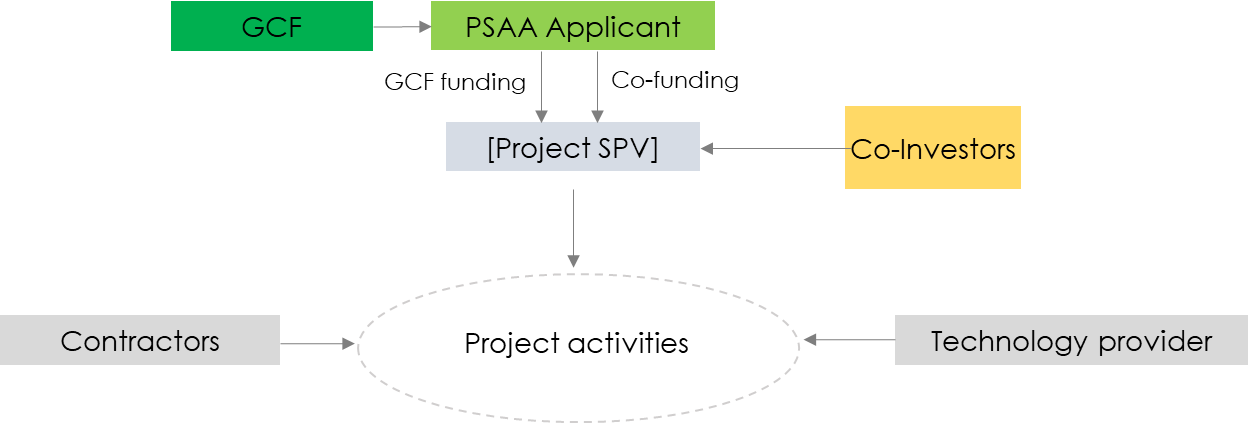 GCF
PSAA Applicant
GCF funding
Co-funding
[Project SPV]
Co-Investors
Contractors
Project activities
Technology provider